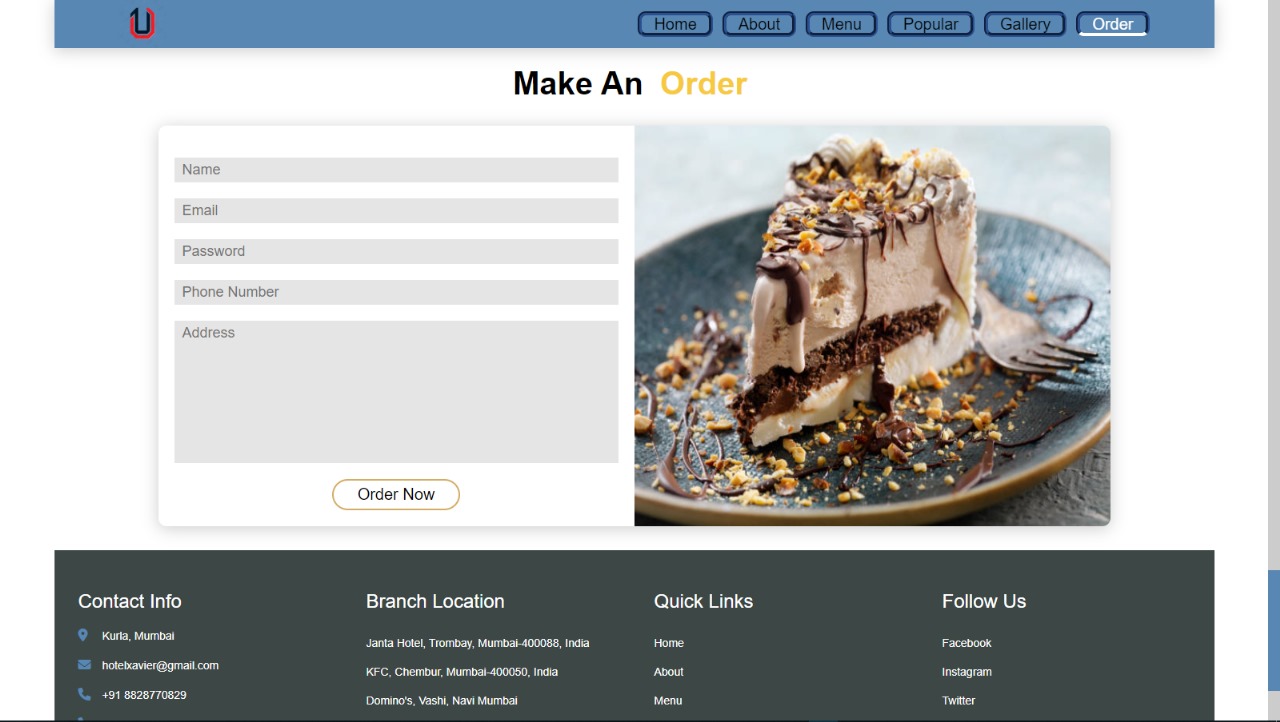 Home About Menu Popular Gallery Order
Make An Order
Name
Email
Password
Phone Number
Address
Order Now
Contact Info
Kurla, Mumbai
hotelxavier@gmail.com
+91 8828770829
Branch Location
Janta Hotel, Trombay, Mumbai-400088, India
KFC, Chembur, Mumbai-400050, India
Domino's, Vashi, Navi Mumbai
Quick Links
Home
About
Menu
Follow Us
Facebook
Instagram
Twitter